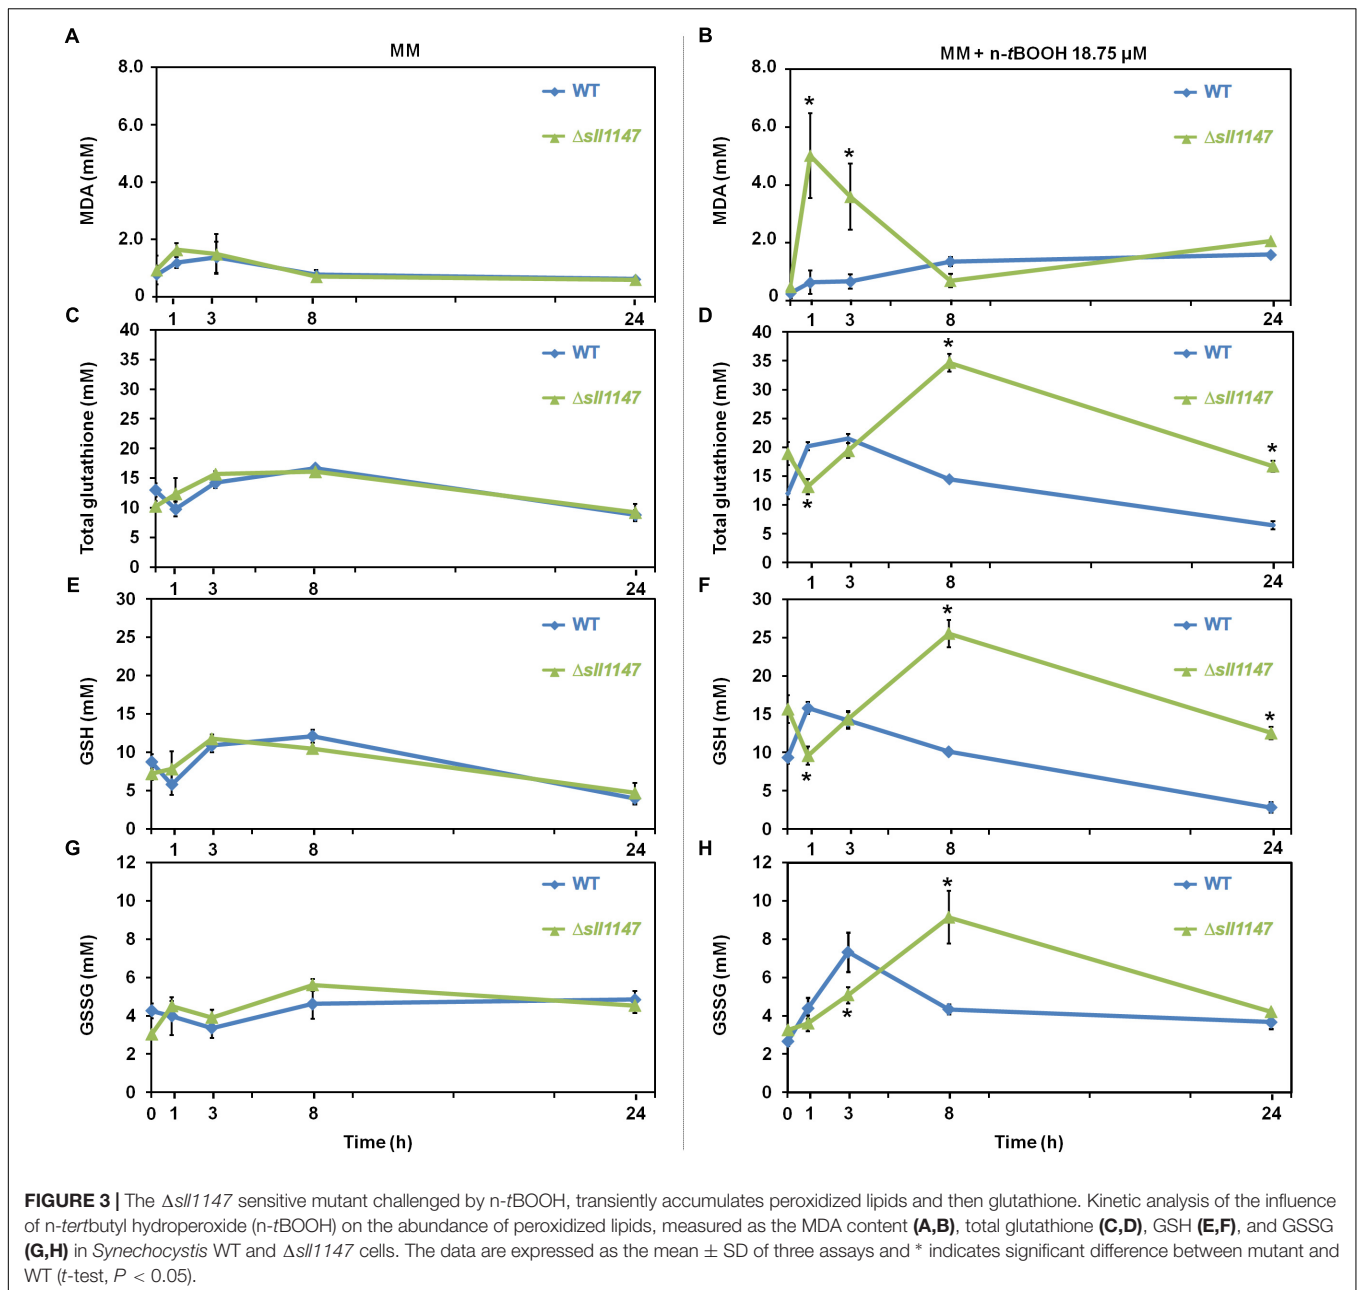 A
MM
8.0
6.0
4.0
2.0
0
MDA (mM)
WT
Δsll1147
1 3 8 24
B
MM + n-tBOOH 18.75 µM
8.0
6.0
4.0
2.0
0
MDA (mM)
WT
Δsll1147
*
*
1 3 8 24
C
40
35
30
25
20
15
10
5
0
Total glutathione (mM)
WT
Δsll1147
1 3 8 24
D
40
35
30
25
20
15
10
5
0
Total glutathione (mM)
WT
Δsll1147
*
*
*
1 3 8 24
E
30
25
20
15
10
5
0
GSH (mM)
WT
Δsll1147
1 3 8 24
F
30
25
20
15
10
5
0
GSH (mM)
WT
Δsll1147
*
*
*
1 3 8 24
G
12
10
8
6
4
2
0
GSSG (mM)
WT
Δsll1147
0 1 3 8 24
Time (h)
H
12
10
8
6
4
2
0
GSSG (mM)
WT
Δsll1147
*
*
0 1 3 8 24
Time (h)
FIGURE 3 | The Δsll1147 sensitive mutant challenged by n-tBOOH, transiently accumulates peroxidized lipids and then glutathione. Kinetic analysis of the influence
of n-tertbutyl hydroperoxide (n-tBOOH) on the abundance of peroxidized lipids, measured as the MDA content (A,B), total glutathione (C,D), GSH (E,F), and GSSG
(G,H) in Synechocystis WT and Δsll1147 cells. The data are expressed as the mean ± SD of three assays and * indicates significant difference between mutant and
WT (t-test, P < 0.05).